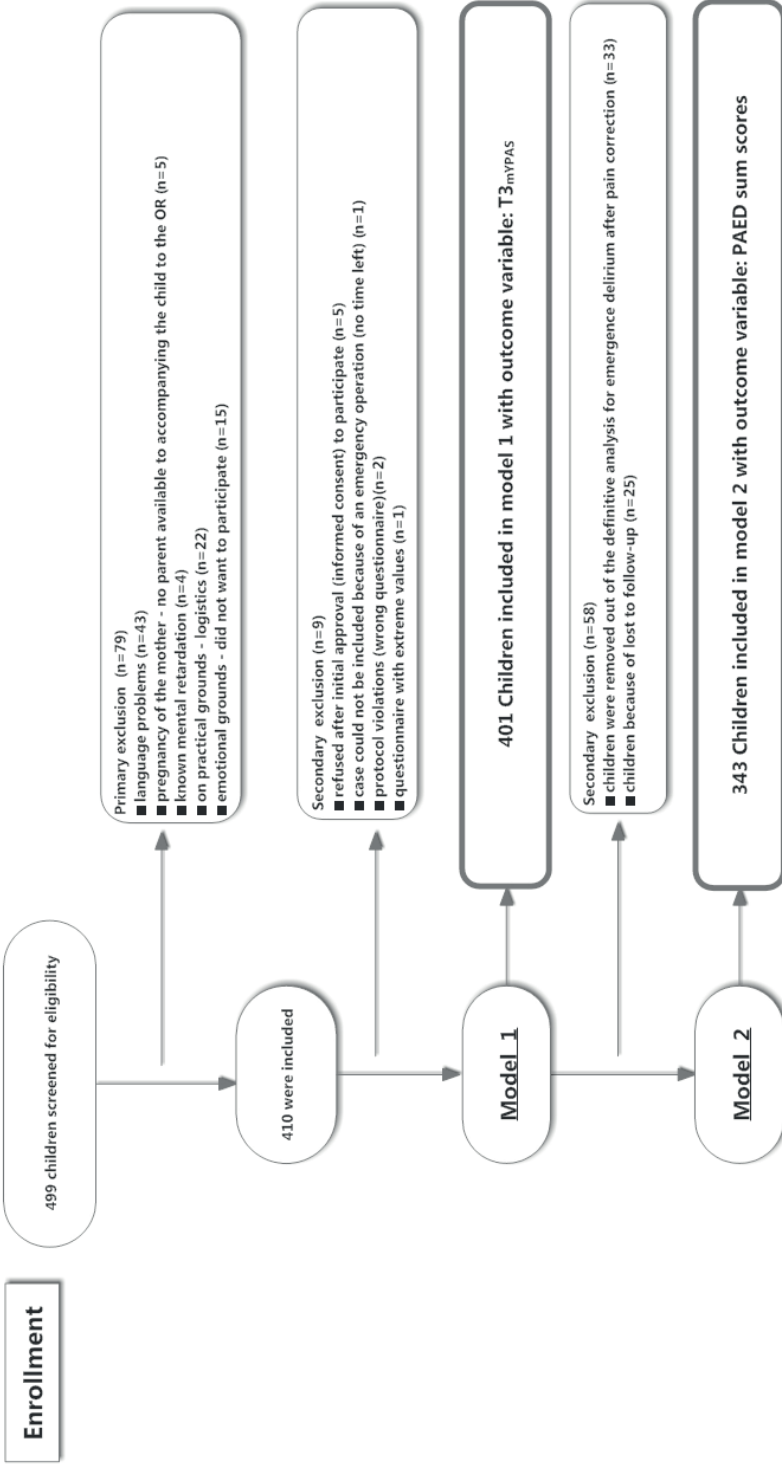 Enrollment
499 children screened for eligibility
Primary exclusion (n=79)
■ language problems (n=43)
■ pregnancy of the mother - no parent available to accompanying the child to the OR (n=5)
■ known mental retardation (n=4)
■ on practical grounds - logistics (n=22)
■ emotional grounds - did not want to participate (n=15)
410 were included
Secondary exclusion (n=9)
■ refused after initial approval (informed consent) to participate (n=5)
■ case could not be included because of an emergency operation (no time left) (n=1)
■ protocol violations (wrong questionnaire)(n=2)
■ questionnaire with extreme values (n=1)
Model 1
401 Children included in model 1 with outcome variable: T3mYPAS
Secondary exclusion (n=58)
■ children were removed out of the definitive analysis for emergence delirium after pain correction (n=33)
■ children because of lost to follow-up (n=25)
Model 2
343 Children included in model 2 with outcome variable: PAED sum scores